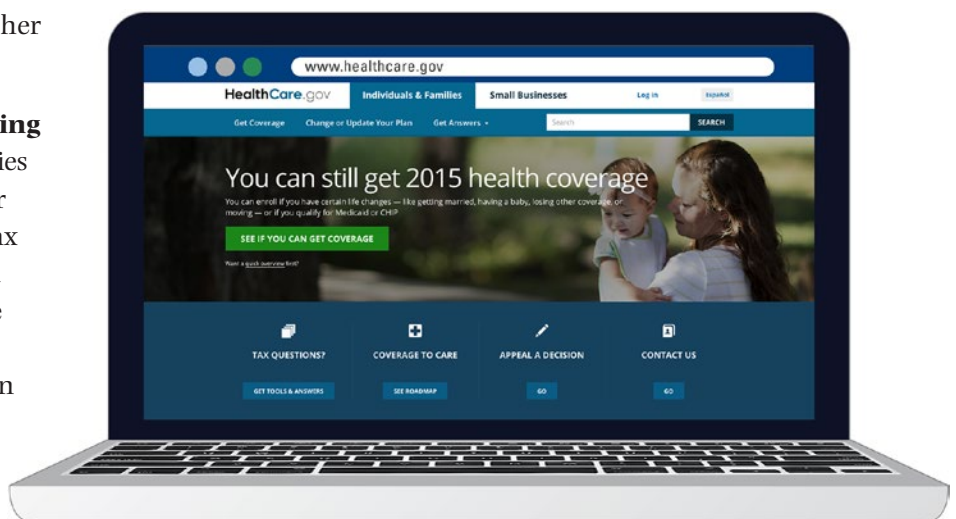 her
ing
ies
r
ax
e
n
www.healthcare.gov
HealthCare.gov Individuals & Families Small Businesses Log in Español
Get Coverage Change or Update Your Plan Get Answers Search SEARCH
You can still get 2015 health coverage
You can enroll if you have certain life changes — like getting married, having a baby, losing other coverage, or
moving — or if you qualify for Medicaid or CHIP
SEE IF YOU CAN GET COVERAGE
Want a quick overview first?
TAX QUESTIONS? COVERAGE TO CARE APPEAL A DECISION CONTACT US
GET TOOLS & ANSWERS SEE ROADMAP GO GO